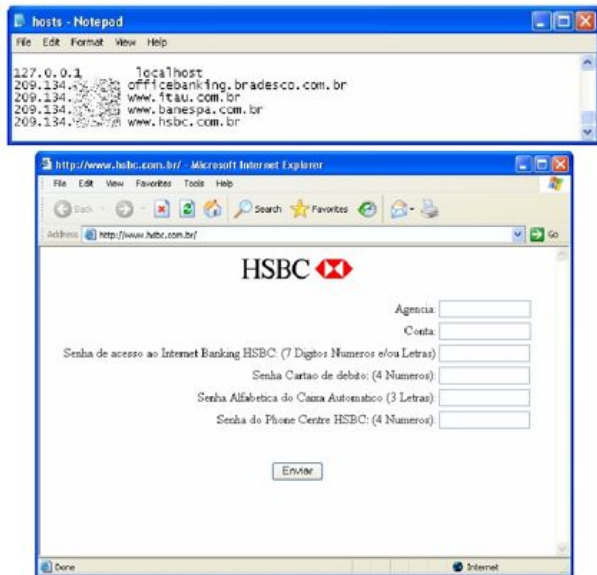 hosts - Notepad
File Edit Format View Help
127.0.0.1 localhost
209.134. officebanking.bradesco.com.br
209.134. www.itau.com.br
209.134. www.banespa.com.br
209.134. www.hsbc.com.br
http://www.hsbc.com.br/ - Microsoft Internet Explorer
File Edit View Favorites Tools Help
Back Search Favorites
Address http://www.hsbc.com.br/ Go
HSBC
Agencia:
Conta:
Senha de acesso ao Internet Banking HSBC: (7 Digitos Numeros e/ou Letras)
Senha Cartao de debito: (4 Numeros):
Senha Alfabetica do Caixa Automatico (3 Letras):
Senha do Phone Centre HSBC: (4 Numeros):
Enviar
Done Internet